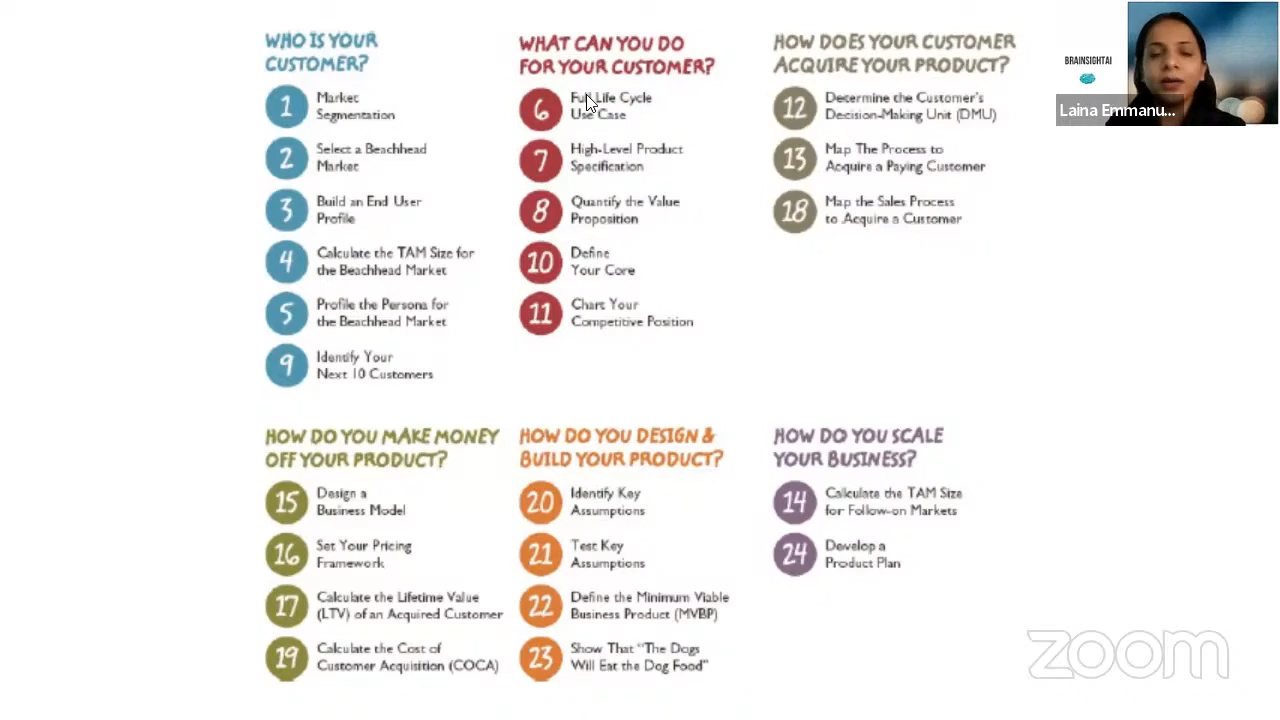 WHO IS YOUR
CUSTOMER?
1
Market
Segmentation
2
Select a Beachhead
Market
3
Build an End User
Profile
4
Calculate the TAM Size for
the Beachhead Market
5
Profile the Persona for
the Beachhead Market
9
Identify Your
Next 10 Customers
WHAT CAN YOU DO
FOR YOUR CUSTOMER?
6
Full Life Cycle
Use Case
7
High-Level Product
Specification
8
Quantify the Value
Proposition
10
Define
Your Core
11
Chart Your
Competitive Position
HOW DOES YOUR CUSTOMER
ACQUIRE YOUR PRODUCT?
12
Determine the Customer's
Decision-Making Unit (DMU)
13
Map The Process to
Acquire a Paying Customer
18
Map the Sales Process
to Acquire a Customer
BRAINSIGHTAI
Laina Emmanu...
HOW DO YOU MAKE MONEY
OFF YOUR PRODUCT?
15
Design a
Business Model
16
Set Your Pricing
Framework
17
Calculate the Lifetime Value
(LTV) of an Acquired Customer
19
Calculate the Cost of
Customer Acquisition (COCA)
HOW DO YOU DESIGN &
BUILD YOUR PRODUCT?
20
Identify Key
Assumptions
21
Test Key
Assumptions
22
Define the Minimum Viable
Business Product (MVBP)
23
Show That "The Dogs
Will Eat the Dog Food"
HOW DO YOU SCALE
YOUR BUSINESS?
14
Calculate the TAM Size
for Follow-on Markets
24
Develop a
Product Plan
zoom